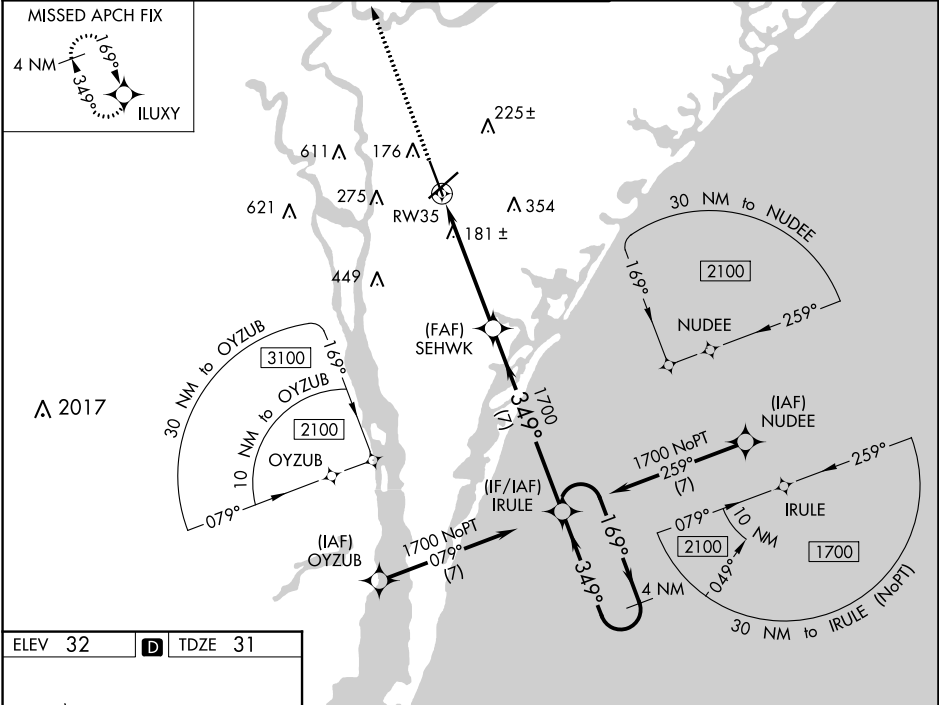 MISSED APCH FIX
4 NM
169°
349°
ILUXY
225±
611
176
275
621
RW35
354
181 ±
449
30 NM to NUDEE
2100
169°
259°
NUDEE
(FAF)
SEHWK
30 NM to OYZUB
3100
169°
10 NM to OYZUB
2100
OYZUB
079°
2017
1700
349°
(7)
(IAF)
NUDEE
1700 NoPT
259°
(7)
(IF/IAF)
IRULE
(IAF)
OYZUB
1700 NoPT
079°
(7)
169°
349°
4 NM
259°
IRULE
079°
10 NM
2100
049°
1700
30 NM to IRULE (NoPT)
ELEV 32 D TDZE 31